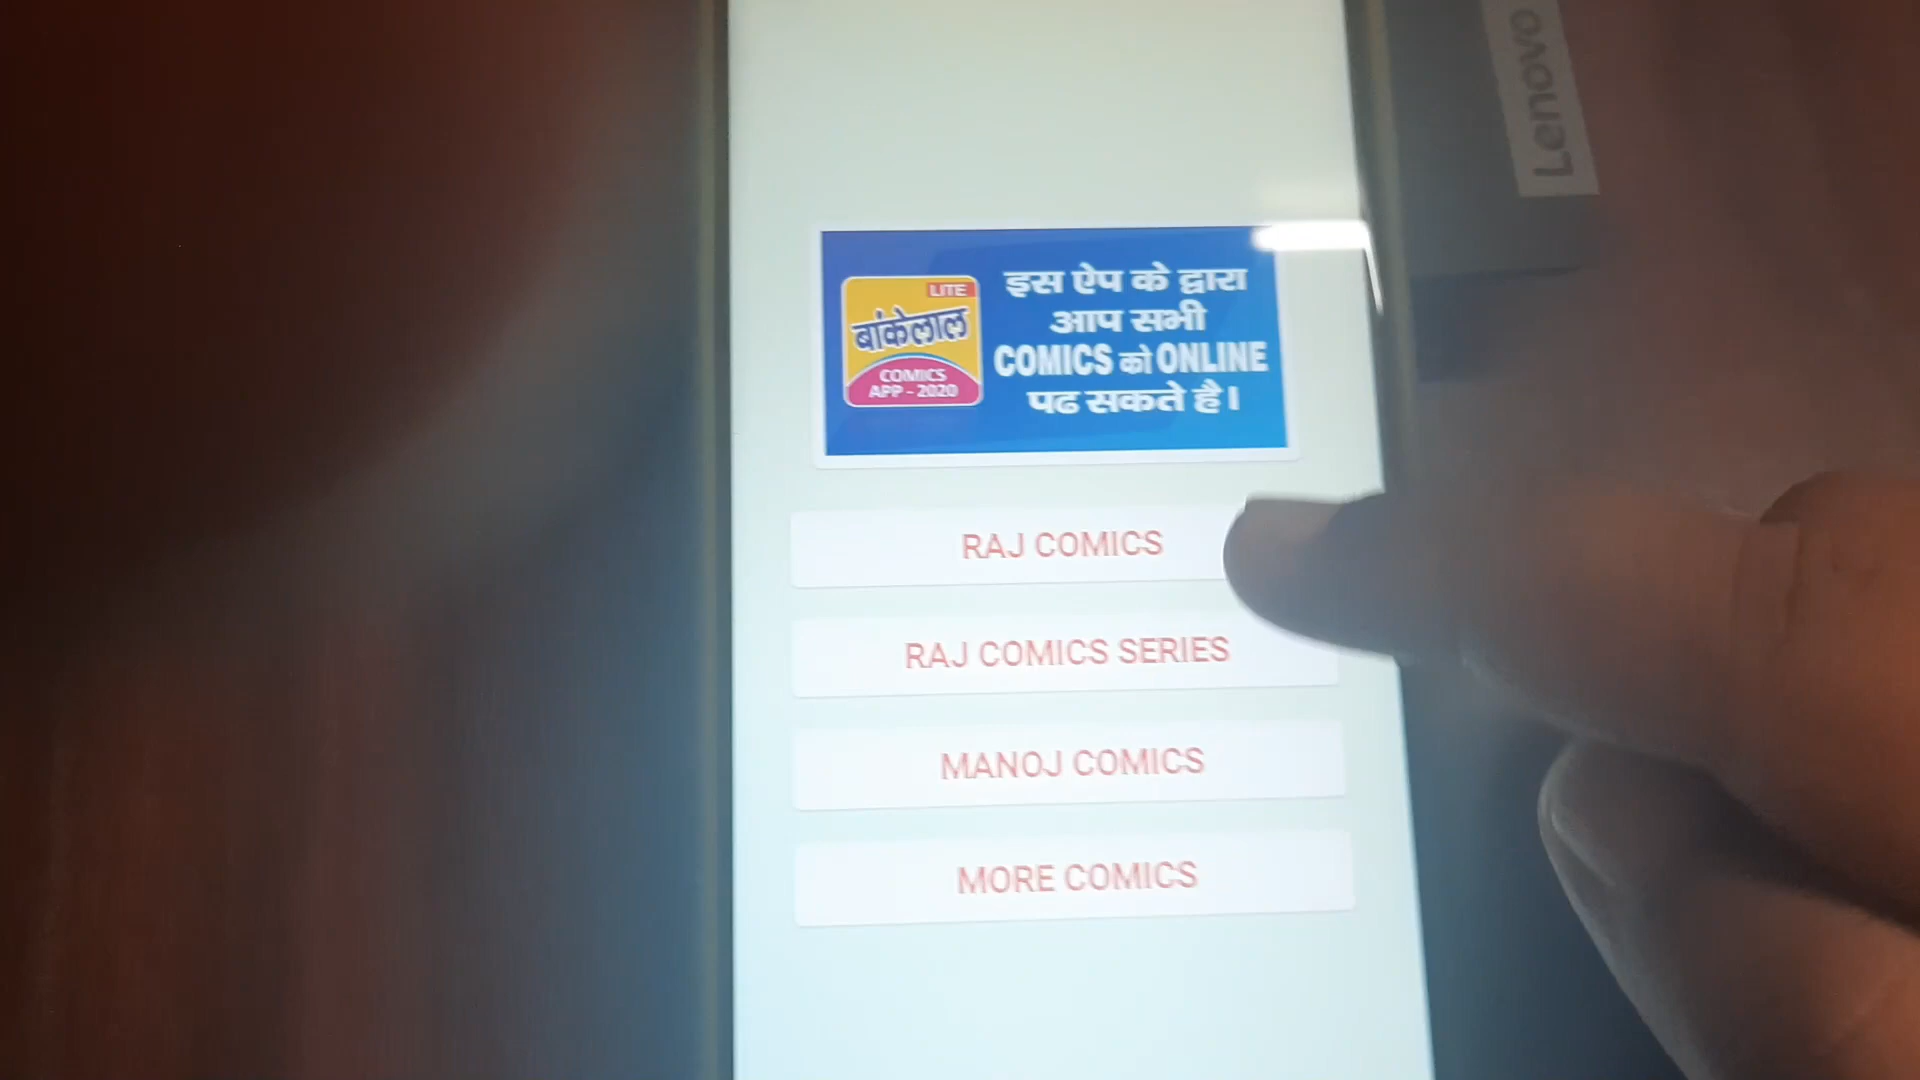 Lenovo
LITE
बांकेलाल
COMICS
APP - 2020
इस ऐप के द्वारा
आप सभी
COMICS को ONLINE
पढ सकते है।
RAJ COMICS
RAJ COMICS SERIES
MANOJ COMICS
MORE COMICS